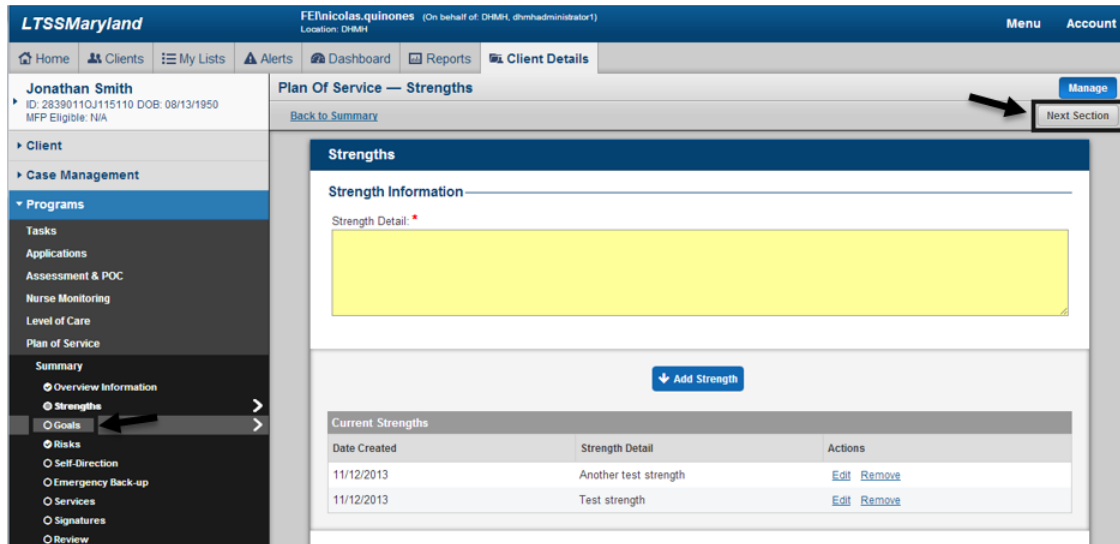 LTSSMaryland
FEI\nicolas.quinones (On behalf of: DHMH, dhmhadministrator1)
Location: DHMH
Menu Account
Home Clients My Lists Alerts Dashboard Reports Client Details
Jonathan Smith
ID: 2839011OJ115110 DOB: 08/13/1950
MFP Eligible: N/A
Client
Case Management
Programs
Tasks
Applications
Assessment & POC
Nurse Monitoring
Level of Care
Plan of Service
Summary
Overview Information
Strengths
Goals
Risks
Self-Direction
Emergency Back-up
Services
Signatures
Review
Plan Of Service — Strengths
Manage
Back to Summary
Next Section
Strengths
Strength Information
Strength Detail: *
Add Strength
Current Strengths
Date Created Strength Detail Actions
11/12/2013 Another test strength Edit Remove
11/12/2013 Test strength Edit Remove